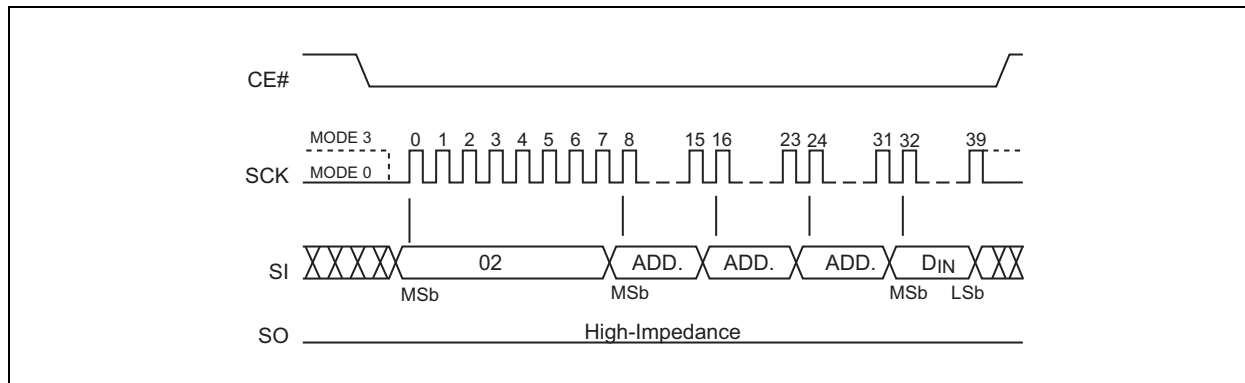 CE#
MODE 3
0 1 2 3 4 5 6 7 8 15 16 23 24 31 32 39
SCK
MODE 0
SI
02 ADD. ADD. ADD. DIN
MSb MSb MSb LSb
SO
High-Impedance